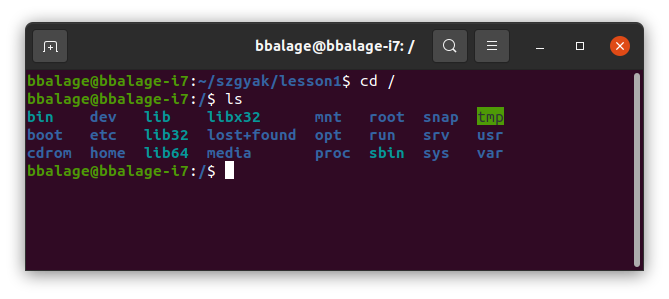 bbalage@bbalage-i7: /
bbalage@bbalage-i7:~/szgyak/lesson1$ cd /
bbalage@bbalage-i7:/$ ls
bin dev lib libx32 mnt root snap tmp
boot etc lib32 lost+found opt run srv usr
cdrom home lib64 media proc sbin sys var
bbalage@bbalage-i7:/$